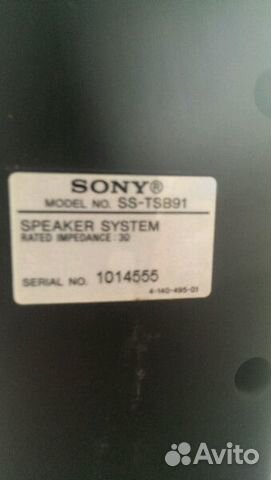 SONY®
MODEL NO. SS-TSB91
SPEAKER SYSTEM
RATED IMPEDANCE: 3Ω
SERIAL NO. 1014555
4-140-495-01
Avito